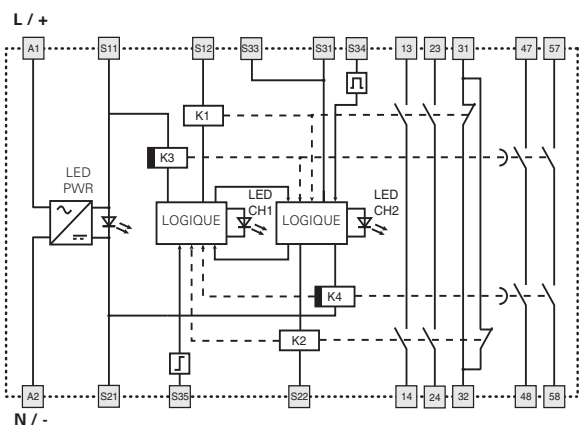 L / +
A1 S11 S12 S33 S31 S34 13 23 31 47 57
K1
K3
LED
PWR
LED
CH1
LED
CH2
LOGIQUE LOGIQUE
K4
K2
A2 S21 S35 S22 14 24 32 48 58
N / -